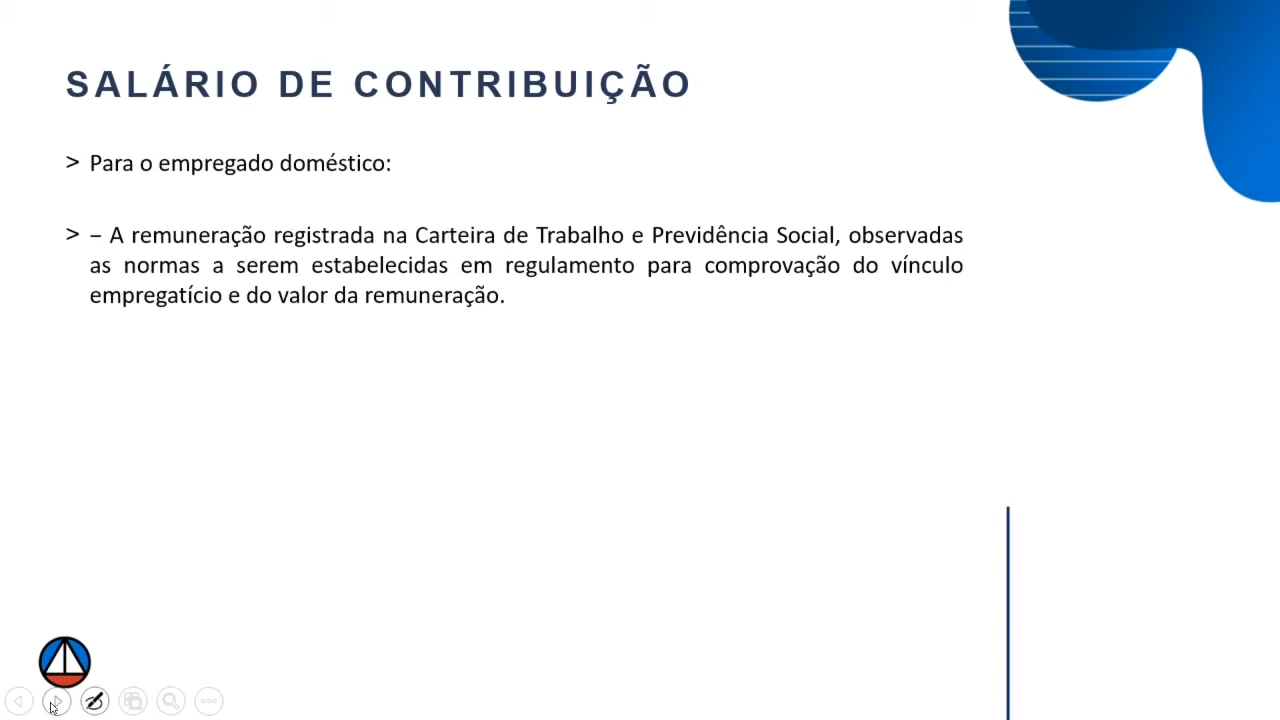 SALÁRIO DE CONTRIBUIÇÃO
> Para o empregado doméstico:
> – A remuneração registrada na Carteira de Trabalho e Previdência Social, observadas
as normas a serem estabelecidas em regulamento para comprovação do vínculo
empregatício e do valor da remuneração.